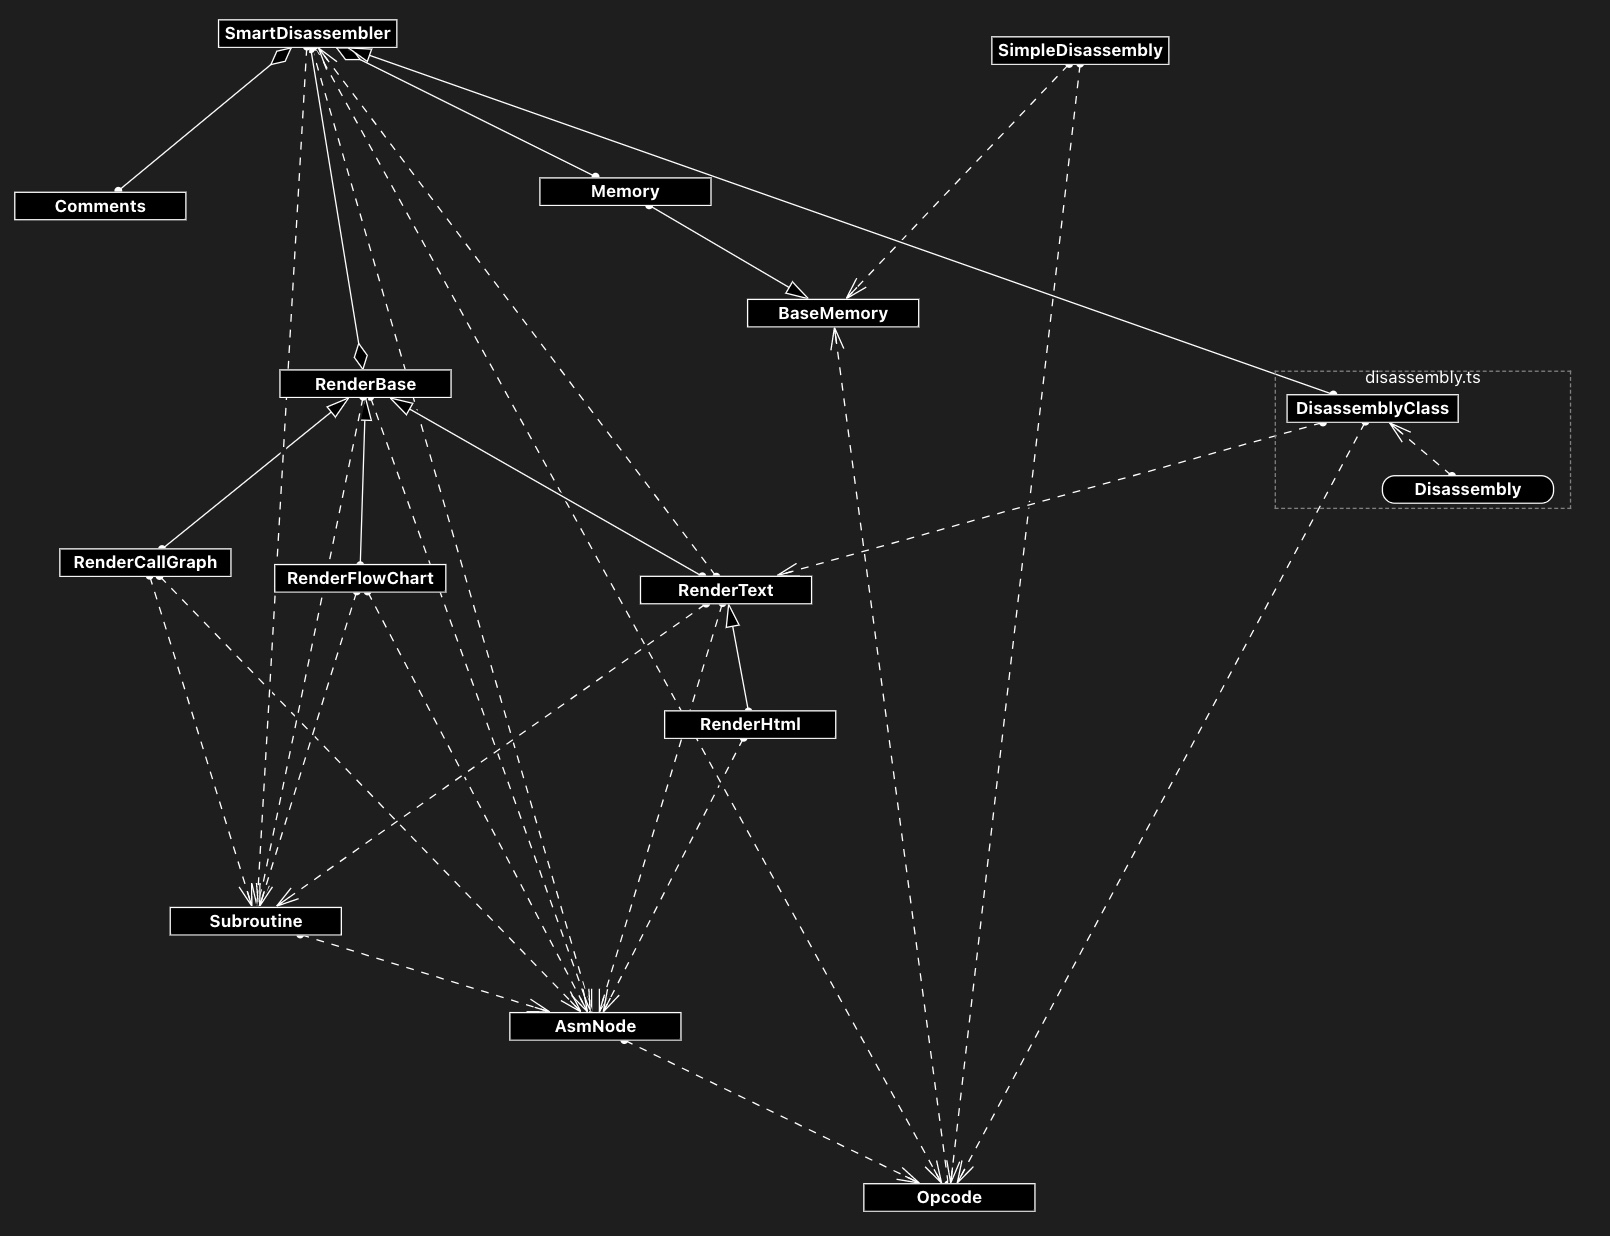 SmartDisassembler
SimpleDisassembly
Comments
Memory
BaseMemory
RenderBase
disassembly.ts
DisassemblyClass
Disassembly
RenderCallGraph
RenderFlowChart
RenderText
RenderHtml
Subroutine
AsmNode
Opcode